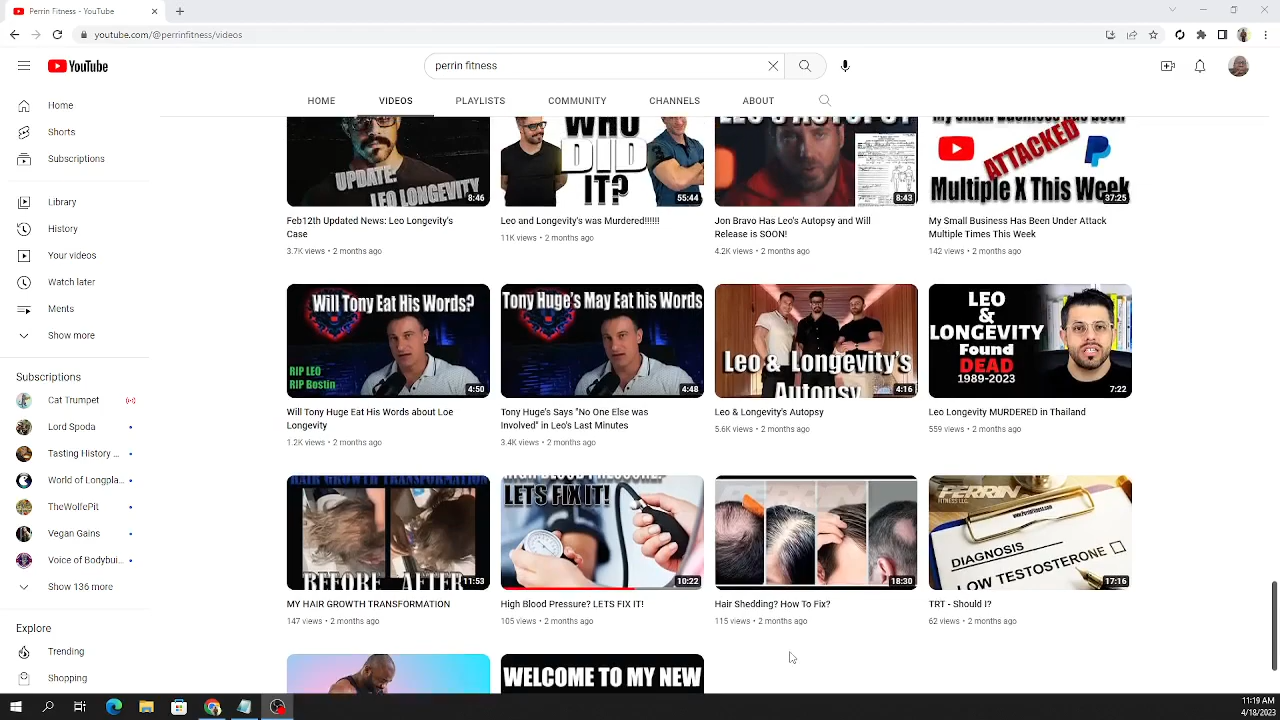 Perrin Fitness - YouTube
youtube.com/@perrinfitness/videos
YouTube
perrin fitness
HOME VIDEOS PLAYLISTS COMMUNITY CHANNELS ABOUT
Home
Shorts
Subscriptions
Library
History
Your videos
Watch later
Ments
Show more
Subscriptions
Cat Trumpet
Lord Spoda
Tasting History ...
World of Longpla...
TheWolfePit
Vegan Gains
Voice of Bodybui...
Show 136 more
Explore
Trending
Shopping
UPDATE:
LEO LONGEVITY
8:46
Feb12th Updated News: Leo Longevity's
Case
3.7K views • 2 months ago
WHO
DID
IT?
55:44
Leo and Longevity's was Murdered!!!!!!
11K views • 2 months ago
LEO'S AUTOPSY
8:43
Jon Bravo Has Leo's Autopsy and Will
Release is SOON!
4.2K views • 2 months ago
My Small Business Has Been
ATTACKED
Multiple X This Week
37:25
My Small Business Has Been Under Attack
Multiple Times This Week
142 views • 2 months ago
Will Tony Eat His Words?
RIP LEO
RIP Bostin
4:50
Will Tony Huge Eat His Words about Leo
Longevity
1.2K views • 2 months ago
Tony Huge's May Eat his Words
4:48
Tony Huge's Says "No One Else was
Involved" in Leo's Last Minutes
3.4K views • 2 months ago
Leo & Longevity's
Autopsy
4:16
Leo & Longevity's Autopsy
5.6K views • 2 months ago
LEO
&
LONGEVITY
Found
DEAD
1989-2023
7:22
Leo Longevity MURDERED in Thailand
559 views • 2 months ago
HAIR GROWTH TRANSFORMATION
BEFORE AFTER
11:53
MY HAIR GROWTH TRANSFORMATION
147 views • 2 months ago
HIGH BLOOD PRESSURE?
LETS FIX IT!
10:22
High Blood Pressure? LETS FIX IT!
105 views • 2 months ago
18:30
Hair Shedding? How To Fix?
115 views • 2 months ago
PERRIN
FITNESS LLC.
www.PerrinFitness.com
DIAGNOSIS
LOW TESTOSTERONE
17:16
TRT - Should I?
62 views • 2 months ago
WELCOME TO MY NEW
11:19 AM
4/18/2023